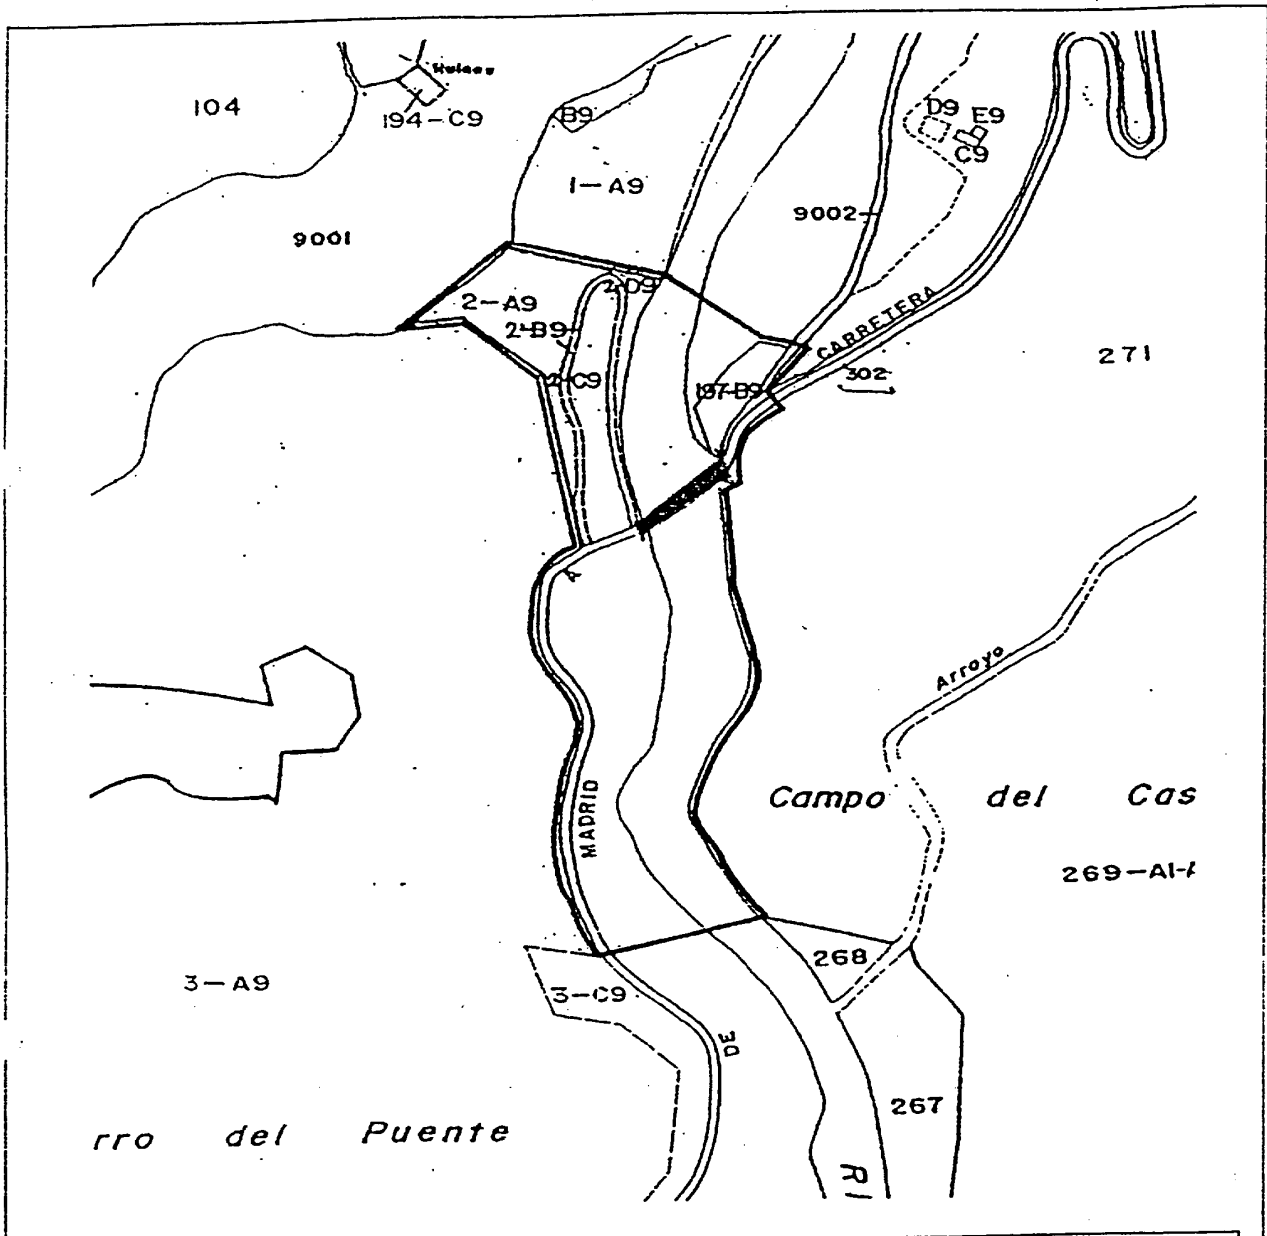 104
194-C9
B9
D9
E9
C9
1-A9
9002
9001
2-D9
2-A9
2-B9
CARRETERA
271
2-C9
302
197-B9
A
Arroyo
MADRID
Campo del Cas
269-A1-
268
3-A9
3-C9
DE
267
rro del Puente
RI